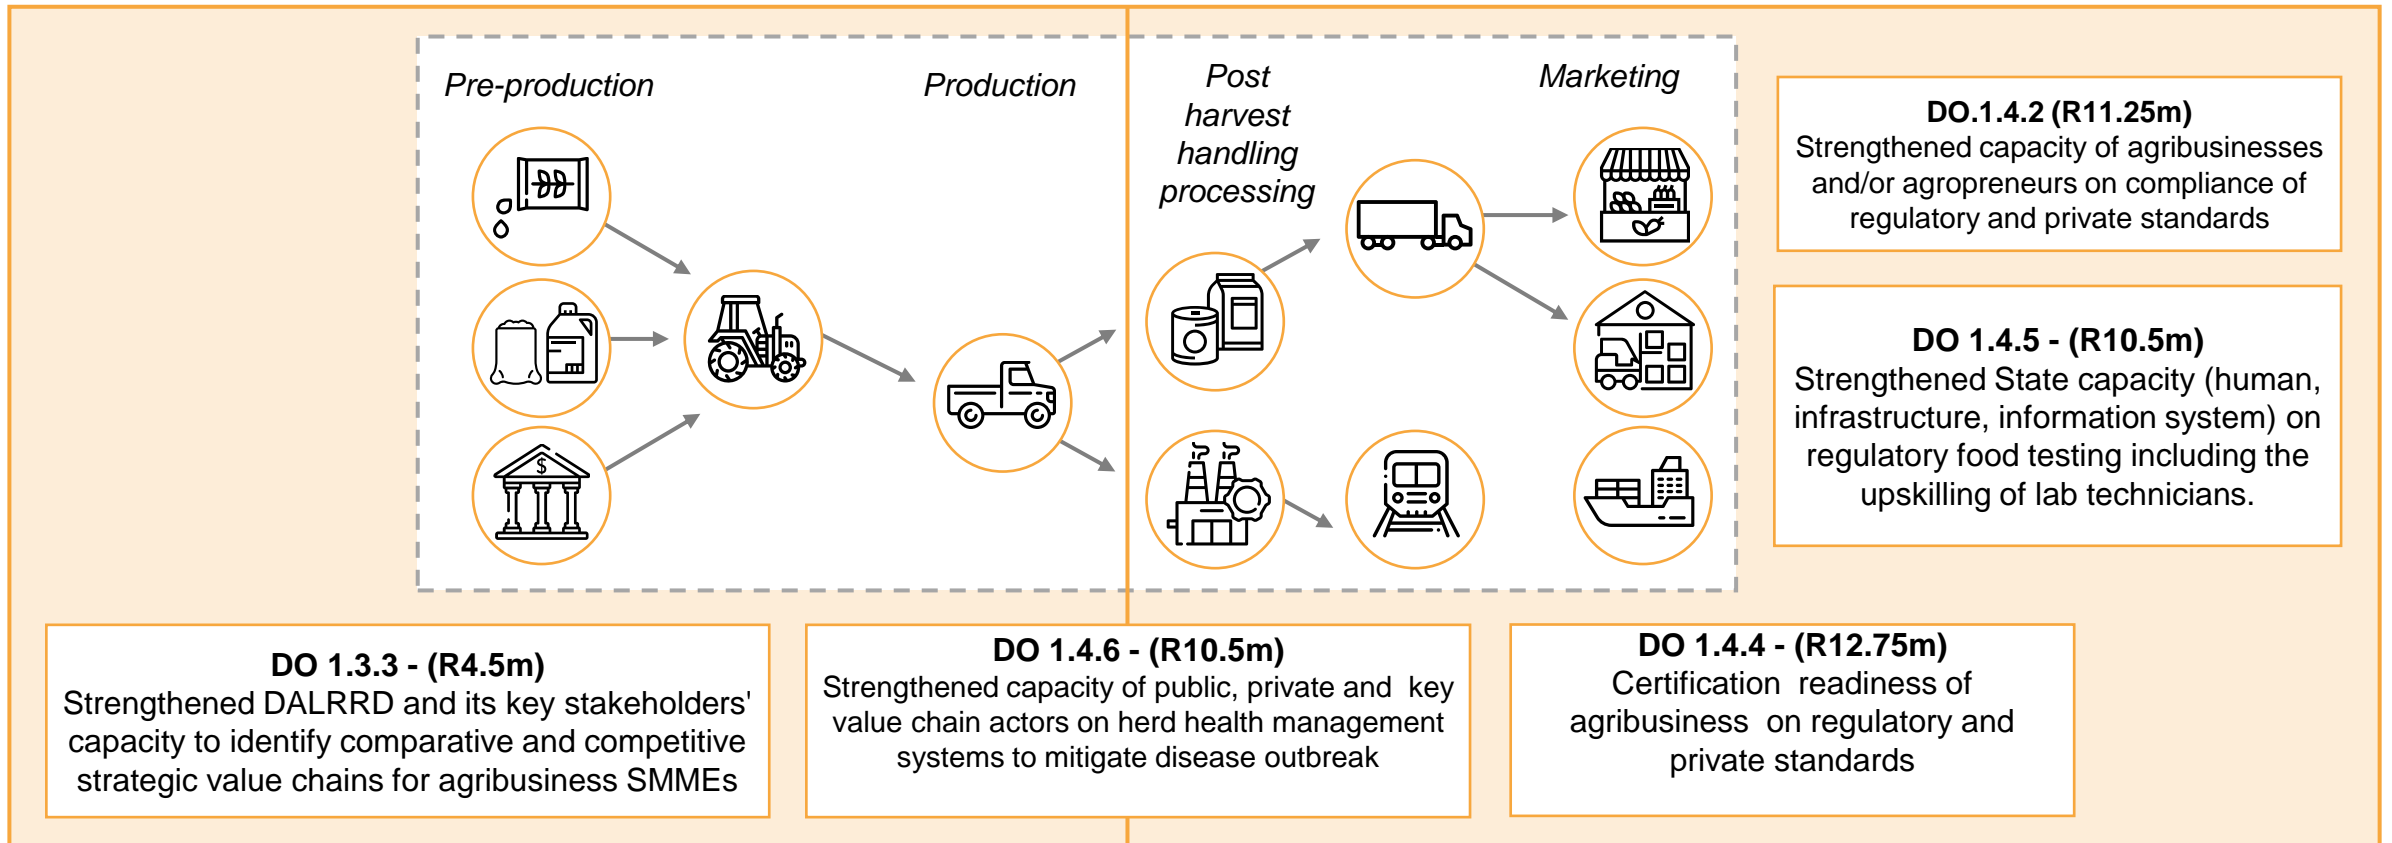 Pre-production
Production
Post
harvest
handling
processing
Marketing
DO.1.4.2 (R11.25m)
Strengthened capacity of agribusinesses
and/or agropreneurs on compliance of
regulatory and private standards
DO 1.4.5 - (R10.5m)
Strengthened State capacity (human,
infrastructure, information system) on
regulatory food testing including the
upskilling of lab technicians.
$
DO 1.3.3 - (R4.5m)
Strengthened DALRRD and its key stakeholders'
capacity to identify comparative and competitive
strategic value chains for agribusiness SMMEs
DO 1.4.6 - (R10.5m)
Strengthened capacity of public, private and key
value chain actors on herd health management
systems to mitigate disease outbreak
DO 1.4.4 - (R12.75m)
Certification readiness of
agribusiness on regulatory and
private standards